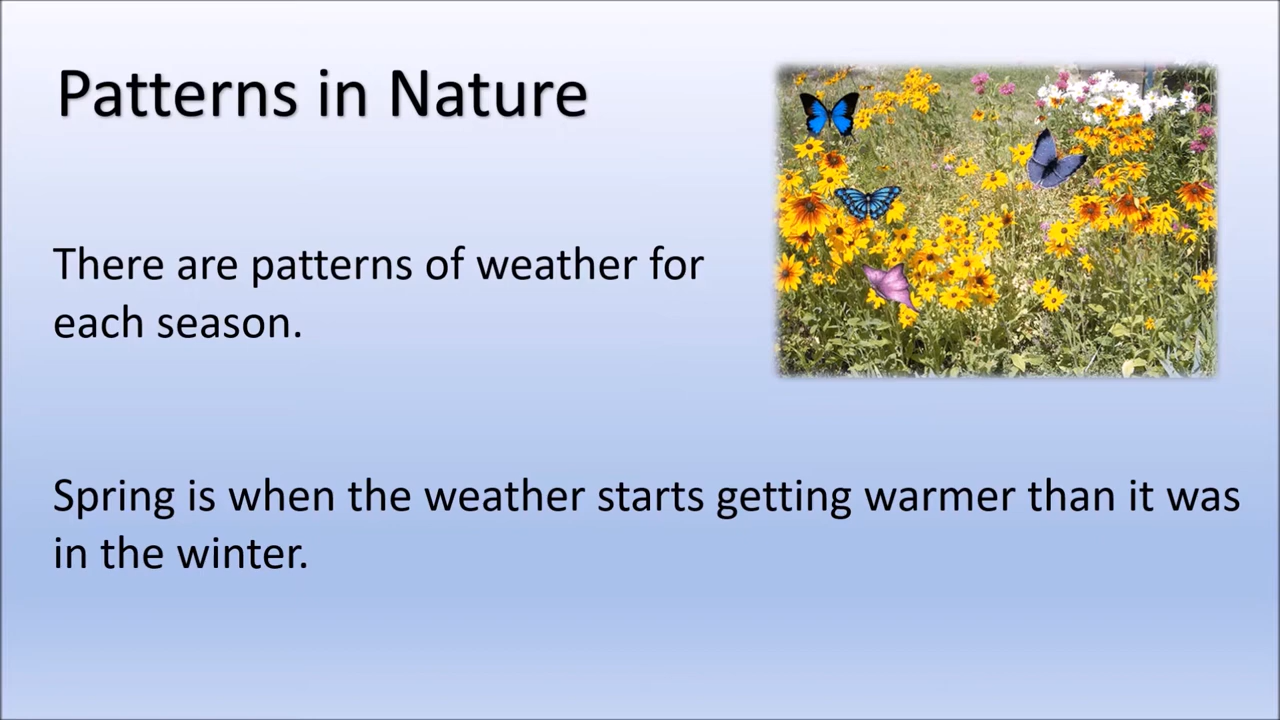 Patterns in Nature
There are patterns of weather for
each season.
Spring is when the weather starts getting warmer than it was
in the winter.